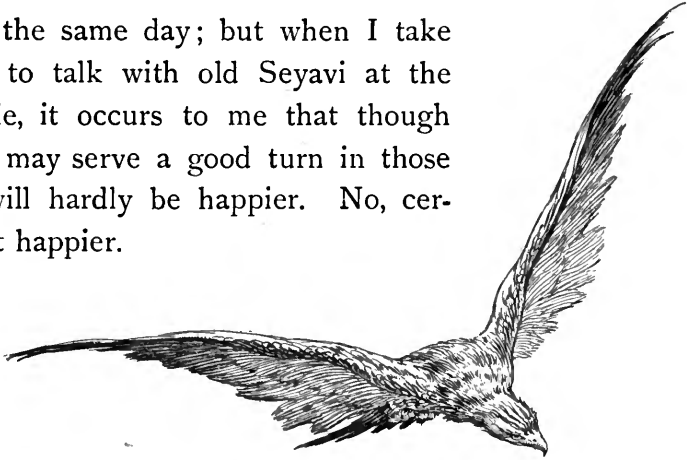 the same day; but when I take
to talk with old Seyavi at the
e, it occurs to me that though
may serve a good turn in those
will hardly be happier. No, cer-
t happier.